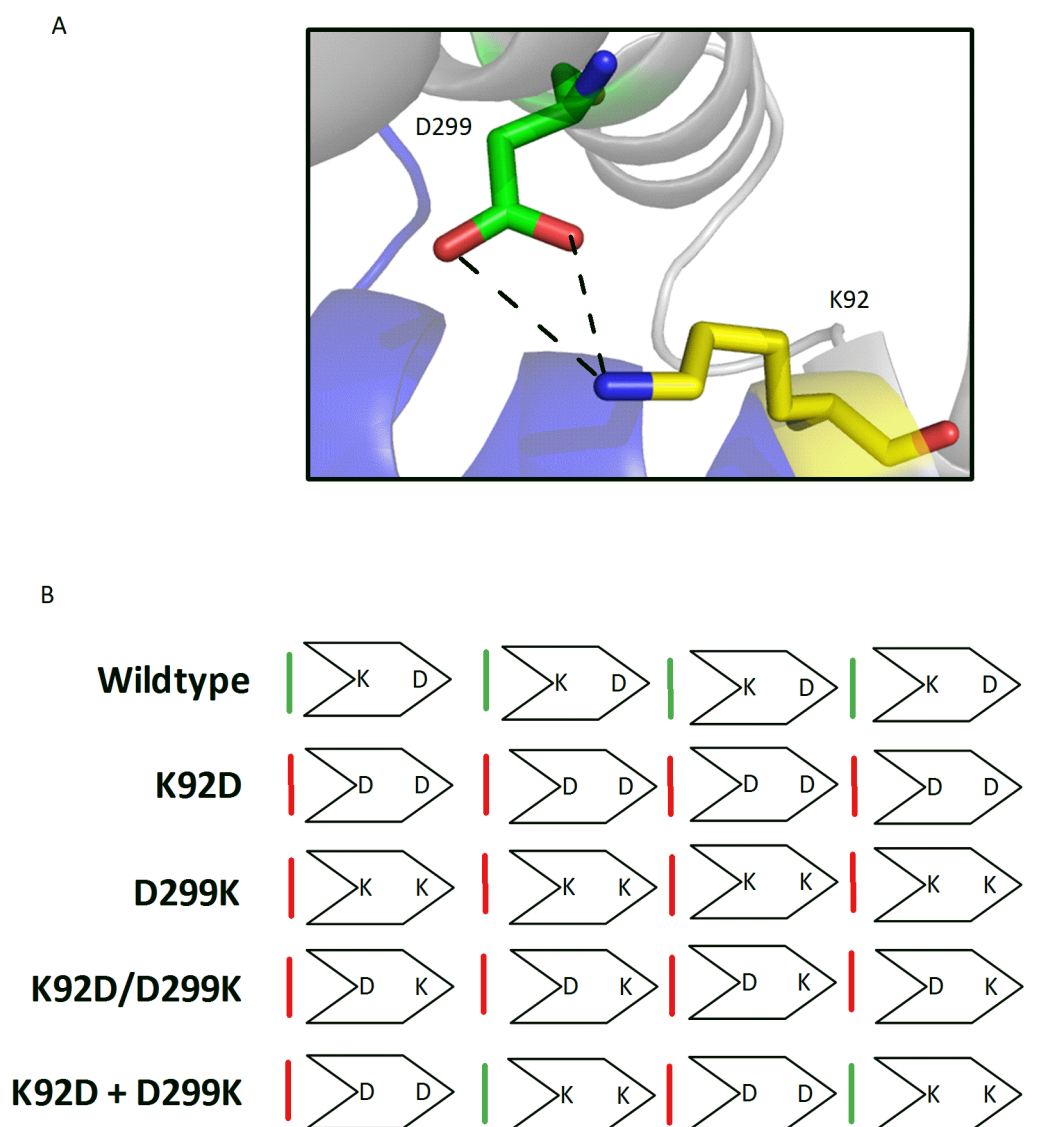 A
D299
K92
B
Wildtype K D K D K D K D
K92D D D D D D D D D
D299K K K K K K K K K
K92D/D299K D K D K D K D K
K92D + D299K D D K K D D K K